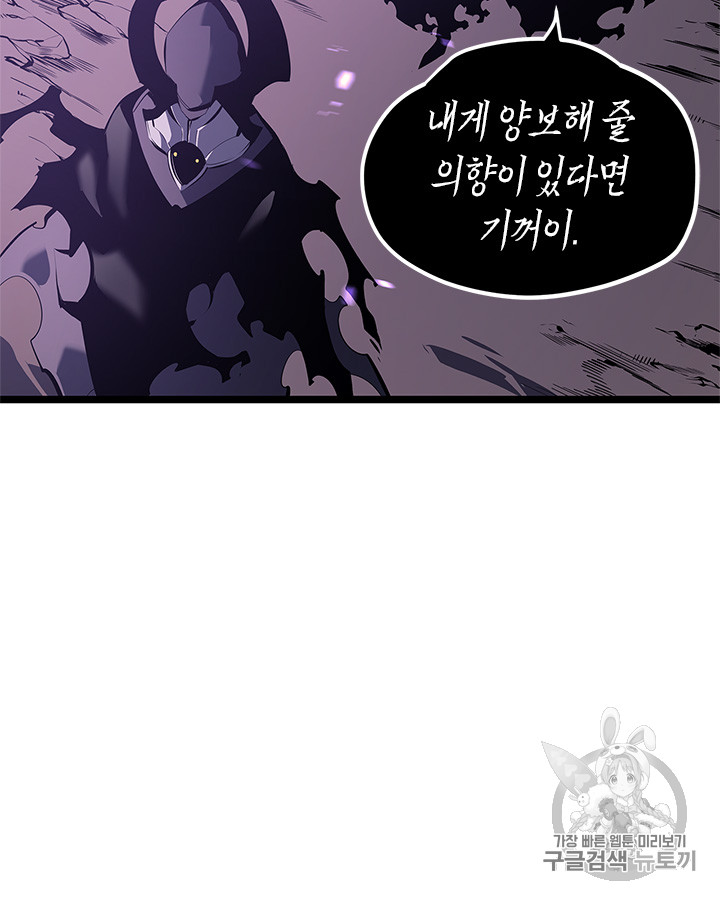 내게 양보해 줄
의향이 있다면
기꺼이.
가장 빠른 웹툰 미리보기
구글검색 뉴토끼